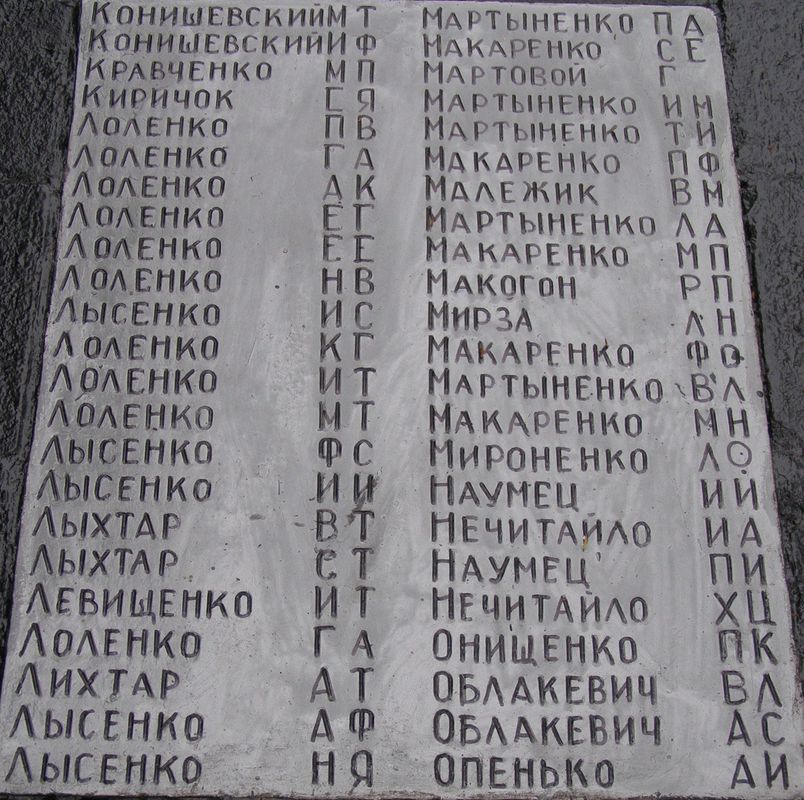 Конишевский М Т
Конишевский И Ф
Кравченко М П
Киричок Г Я
Лоленко П В
Лоленко Г А
Лоленко А К
Лоленко Е Г
Лоленко Е Е
Лоленко Н В
Лысенко И С
Лоленко К Г
Лоленко И Т
Лоленко М Т
Лысенко Ф С
Лысенко И И
Лыхтар В Т
Лыхтар С Т
Левищенко И Т
Лоленко Г А
Лихтар А Т
Лысенко А Ф
Лысенко Н Я
Мартыненко П А
Макаренко С Е
Мартовой Г
Мартыненко И М
Мартыненко Т И
Макаренко П Ф
Малежик В М
Мартыненко Л А
Макаренко М П
Макогон Р П
Мирза Л Н
Макаренко Ф О
Мартыненко В Л
Макаренко М Н
Мироненко Л О
Наумец И Й
Нечитайло И А
Наумец П И
Нечитайло Х Ц
Онищенко П К
Облакевич В Л
Облакевич А С
Опенько А И